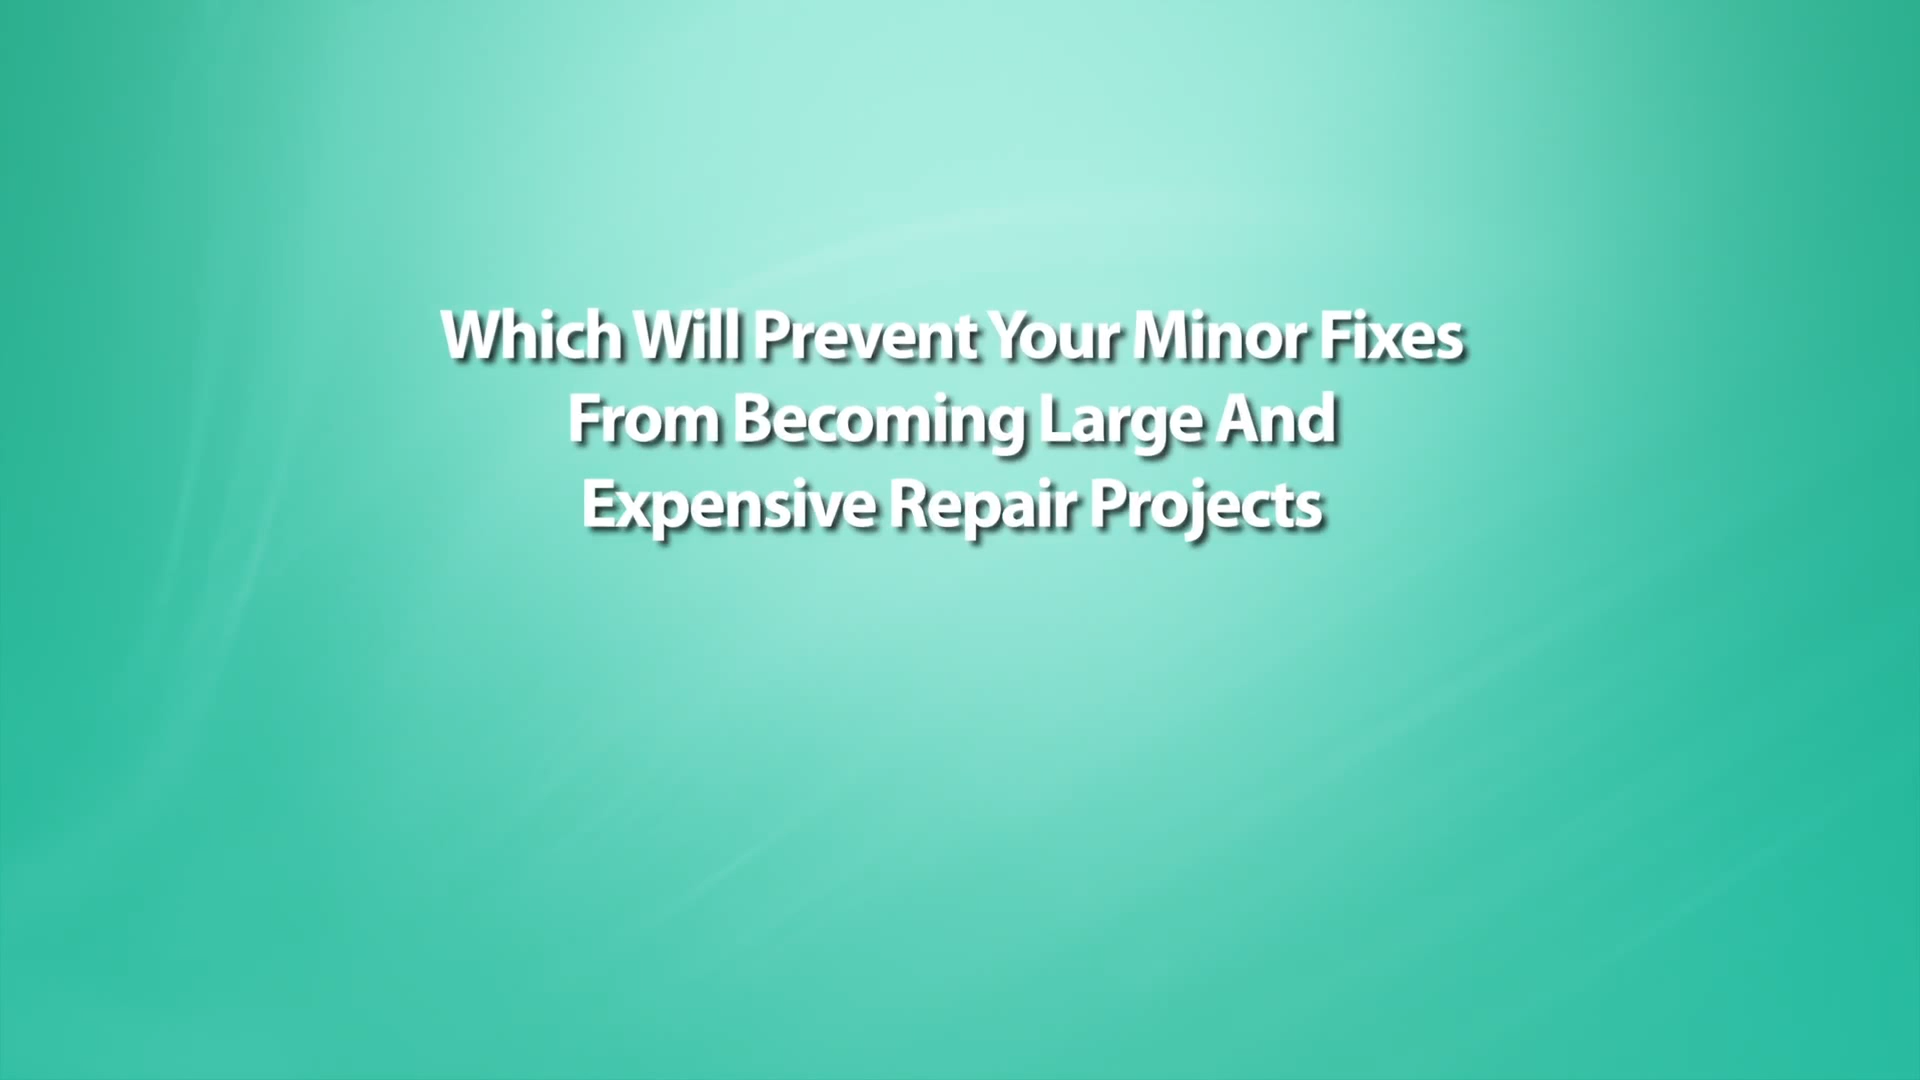 Which Will Prevent Your Minor Fixes
From Becoming Large And
Expensive Repair Projects